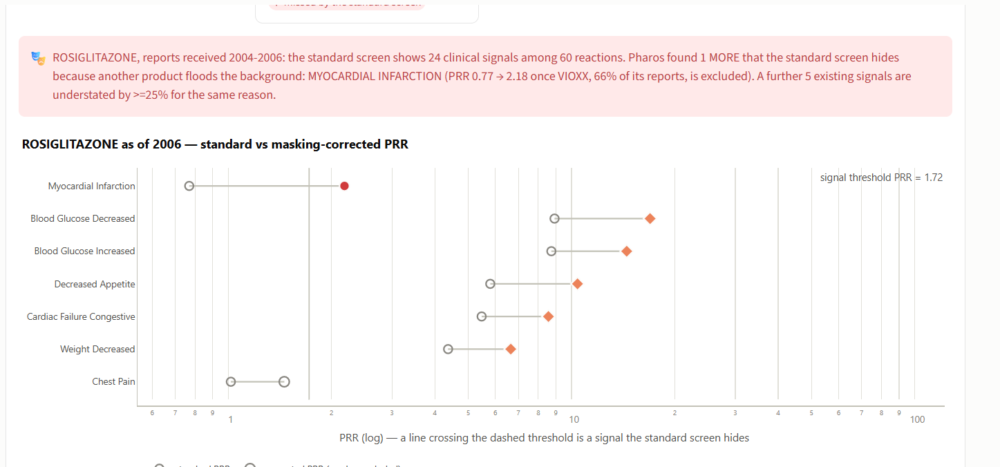 ROSIGLITAZONE, reports received 2004-2006: the standard screen shows 24 clinical signals among 60 reactions. Pharos found 1 MORE that the standard screen hides
because another product floods the background: MYOCARDIAL INFARCTION (PRR 0.77 → 2.18 once VIOXX, 66% of its reports, is excluded). A further 5 existing signals are
understated by >=25% for the same reason.
ROSIGLITAZONE as of 2006 — standard vs masking-corrected PRR
signal threshold PRR = 1.72
Myocardial Infarction
Blood Glucose Decreased
Blood Glucose Increased
Decreased Appetite
Cardiac Failure Congestive
Weight Decreased
Chest Pain
6 7 8 9 1 2 3 4 5 6 7 8 9 10 2 3 4 5 6 7 8 9 100
PRR (log) — a line crossing the dashed threshold is a signal the standard screen hides